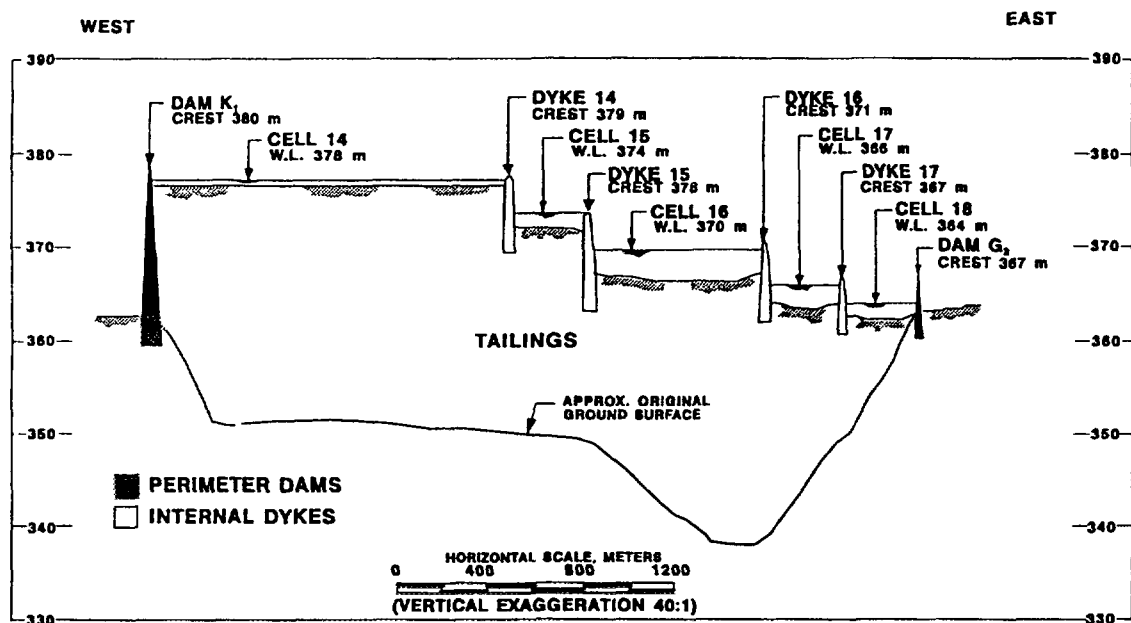 WEST
EAST
390
390
DAM K1
CREST 380 m
CELL 14
W.L. 378 m
DYKE 14
CREST 379 m
CELL 15
W.L. 374 m
DYKE 15
CREST 378 m
CELL 16
W.L. 370 m
DYKE 16
CREST 371 m
CELL 17
W.L. 366 m
DYKE 17
CREST 367 m
CELL 18
W.L. 364 m
DAM G2
CREST 367 m
380
380
370
370
360
360
TAILINGS
APPROX. ORIGINAL
GROUND SURFACE
350
350
PERIMETER DAMS
INTERNAL DYKES
340
340
HORIZONTAL SCALE, METERS
0 400 800 1200
(VERTICAL EXAGGERATION 40:1)
330
330